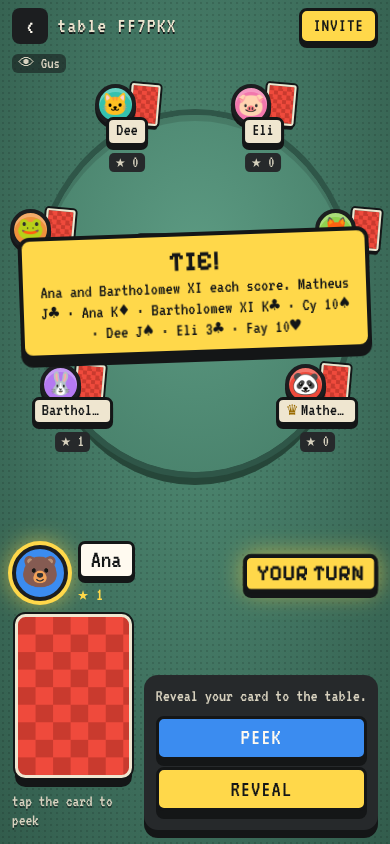 table FF7PKX
INVITE
Gus
Dee
Eli
★ 0
★ 0
TIE!
Ana and Bartholomew XI each score. Matheus
J♣ · Ana K♦ · Bartholomew XI K♣ · Cy 10♠
· Dee J♠ · Eli 3♣ · Fay 10♥
Barthol…
Mathe…
★ 1
★ 0
Ana
★ 1
YOUR TURN
Reveal your card to the table.
PEEK
REVEAL
tap the card to
peek